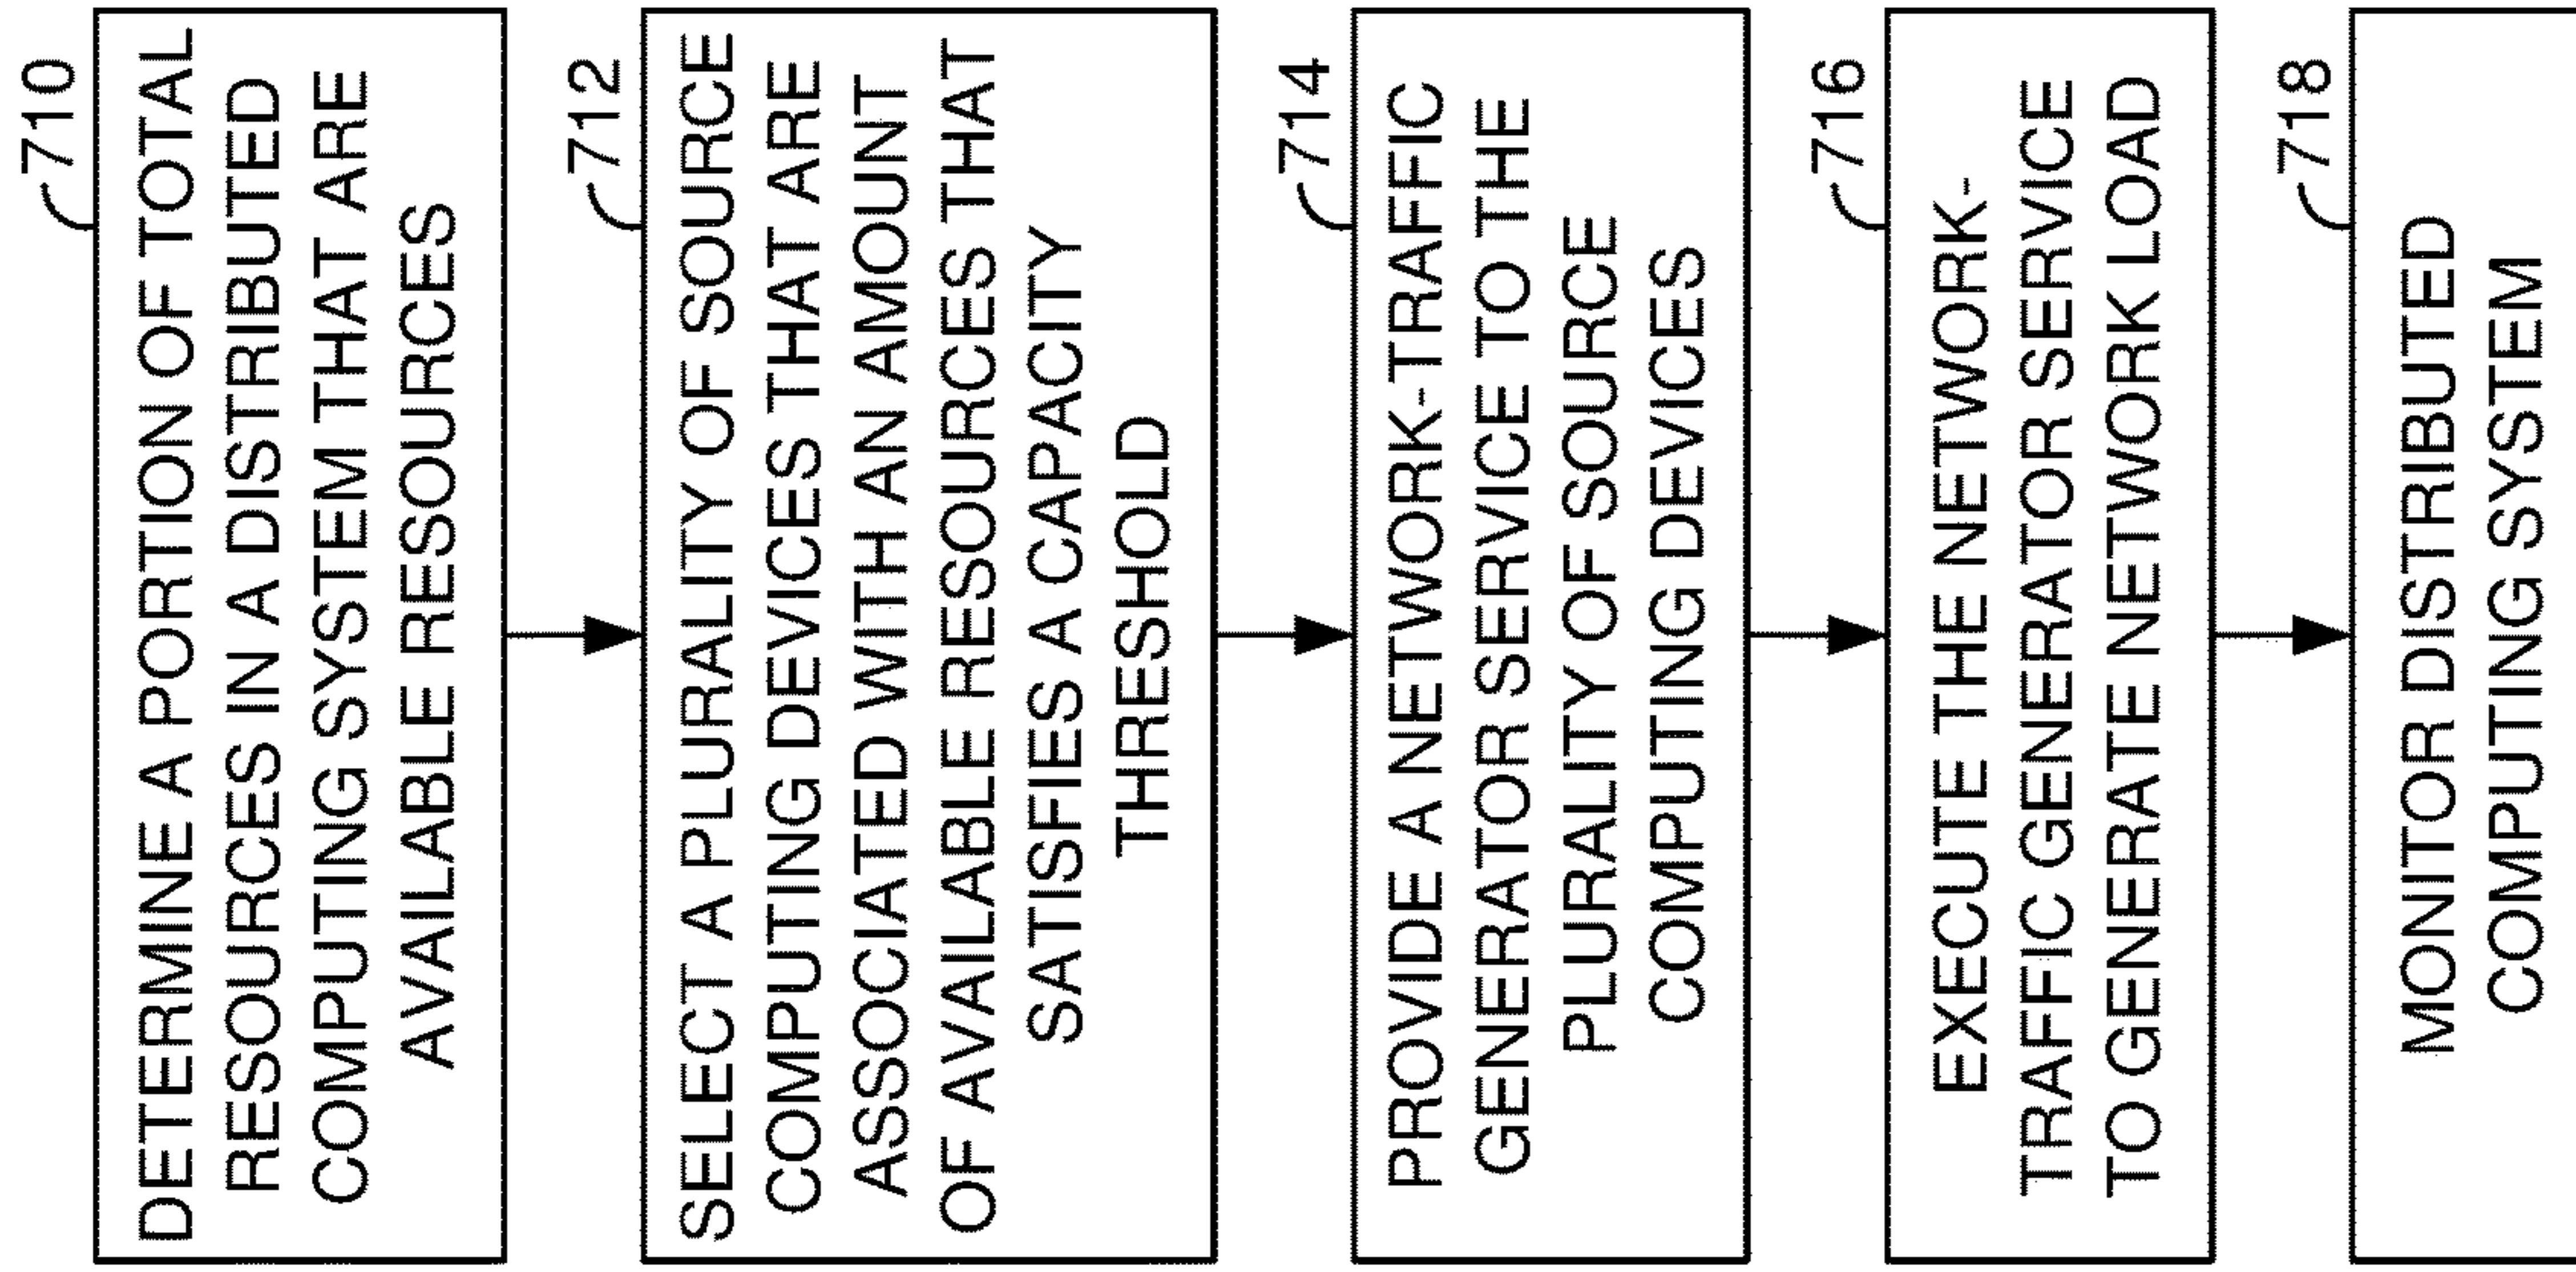 710
DETERMINE A PORTION OF TOTAL
RESOURCES IN A DISTRIBUTED
COMPUTING SYSTEM THAT ARE
AVAILABLE RESOURCES
712
SELECT A PLURALITY OF SOURCE
COMPUTING DEVICES THAT ARE
ASSOCIATED WITH AN AMOUNT
OF AVAILABLE RESOURCES THAT
SATISFIES A CAPACITY
THRESHOLD
714
PROVIDE A NETWORK-TRAFFIC
GENERATOR SERVICE TO THE
PLURALITY OF SOURCE
COMPUTING DEVICES
716
EXECUTE THE NETWORK-
TRAFFIC GENERATOR SERVICE
TO GENERATE NETWORK LOAD
718
MONITOR DISTRIBUTED
COMPUTING SYSTEM